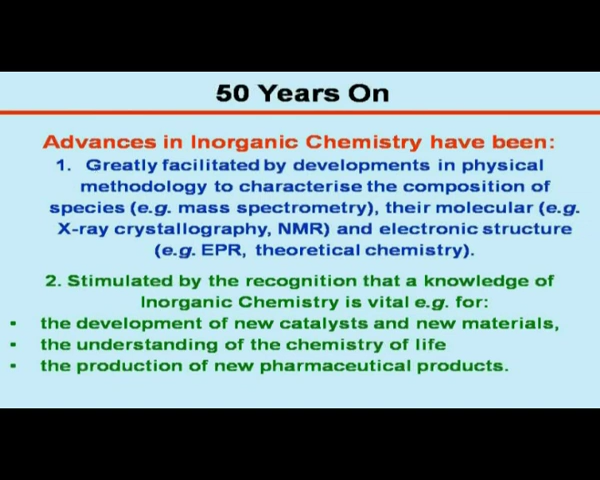 50 Years On
Advances in Inorganic Chemistry have been:
1. Greatly facilitated by developments in physical
methodology to characterise the composition of
species (e.g. mass spectrometry), their molecular (e.g.
X-ray crystallography, NMR) and electronic structure
(e.g. EPR, theoretical chemistry).
2. Stimulated by the recognition that a knowledge of
Inorganic Chemistry is vital e.g. for:
• the development of new catalysts and new materials,
• the understanding of the chemistry of life
• the production of new pharmaceutical products.